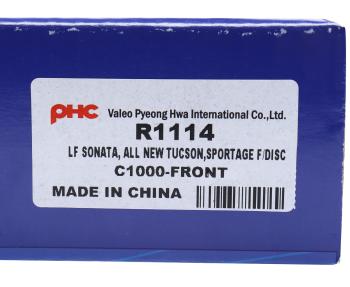 PHC Valeo Pyeong Hwa International Co.,Ltd.
R1114
LF SONATA, ALL NEW TUCSON,SPORTAGE F/DISC
C1000-FRONT
MADE IN CHINA